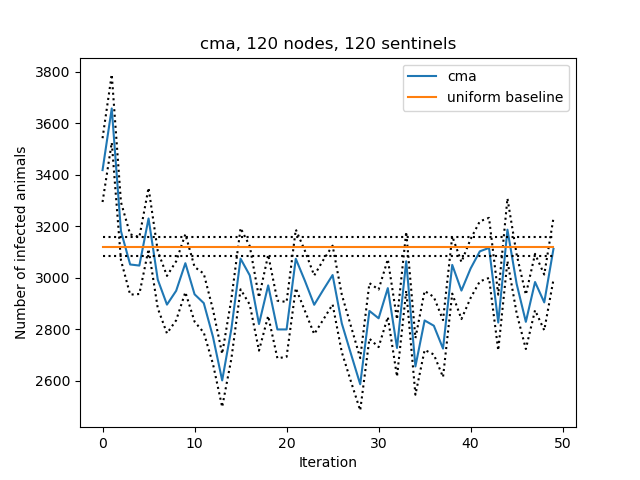 cma, 120 nodes, 120 sentinels
cma
uniform baseline
3800
3600
3400
3200
3000
2800
2600
Number of infected animals
0 10 20 30 40 50
Iteration